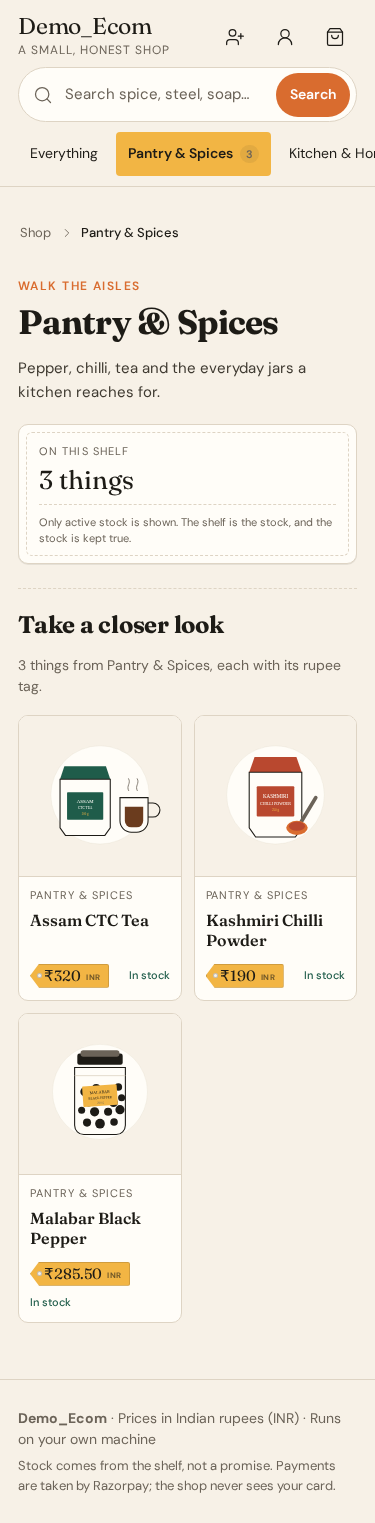 Demo_Ecom
A SMALL, HONEST SHOP
Search spice, steel, soap...
Search
Everything
Pantry & Spices 3
Kitchen & Ho
Shop
Pantry & Spices
WALK THE AISLES
Pantry & Spices
Pepper, chilli, tea and the everyday jars a
kitchen reaches for.
ON THIS SHELF
3 things
Only active stock is shown. The shelf is the stock, and the
stock is kept true.
Take a closer look
3 things from Pantry & Spices, each with its rupee
tag.
ASSAM
CTC TEA
PANTRY & SPICES
Assam CTC Tea
₹320 INR
In stock
KASHMIRI
CHILLI POWDER
PANTRY & SPICES
Kashmiri Chilli
Powder
₹190 INR
In stock
MALABAR
BLACK PEPPER
PANTRY & SPICES
Malabar Black
Pepper
₹285.50 INR
In stock
Demo_Ecom · Prices in Indian rupees (INR) · Runs
on your own machine
Stock comes from the shelf, not a promise. Payments
are taken by Razorpay; the shop never sees your card.